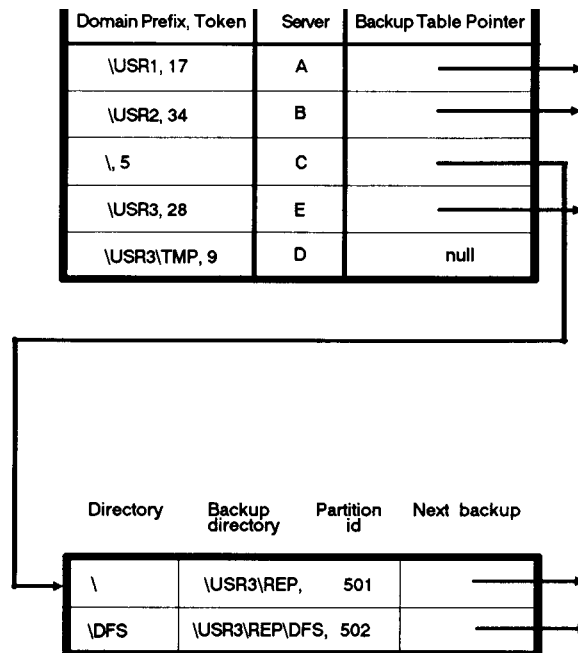 Domain Prefix, Token Server Backup Table Pointer
\USR1, 17 A
\USR2, 34 B
\, 5 C
\USR3, 28 E
\USR3\TMP, 9 D null
Directory Backup directory Partition id Next backup
\ \USR3\REP, 501
\DFS \USR3\REP\DFS, 502